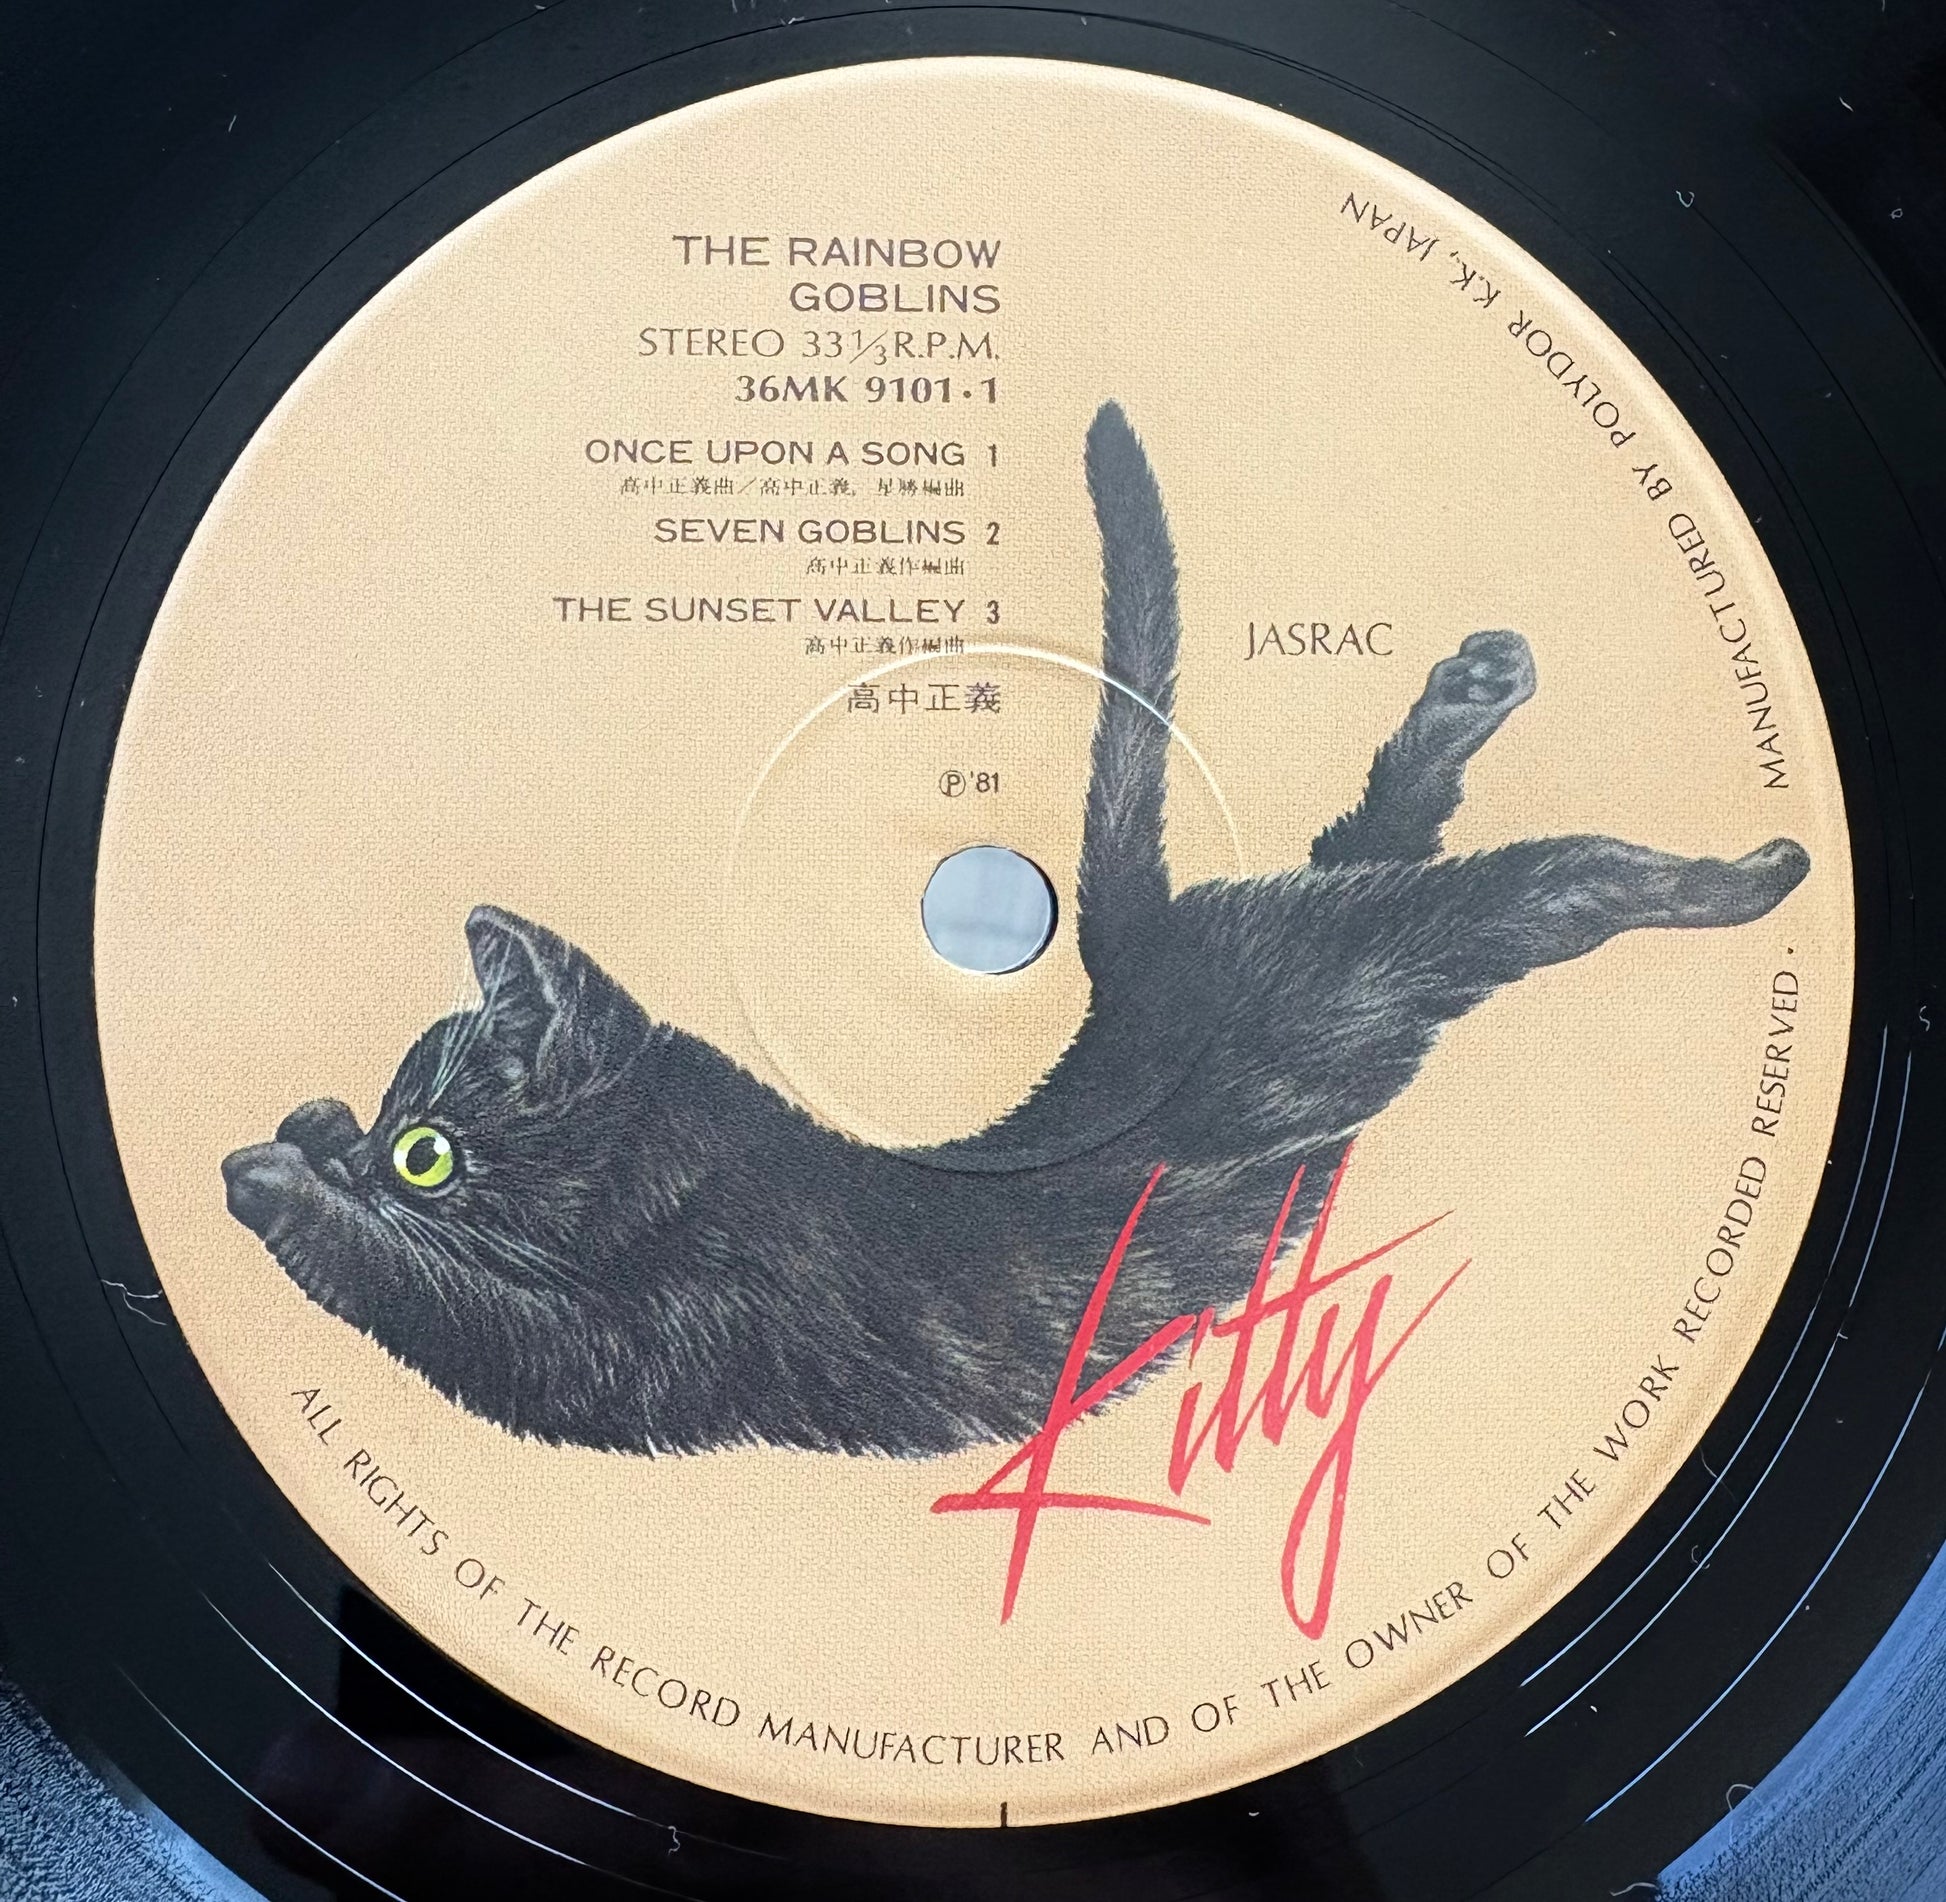 THE RAINBOW
GOBLINS
STEREO 33 1/3 R.P.M.
36MK 9101・1
ONCE UPON A SONG 1
高中正義曲/高中正義, 星勝編曲
SEVEN GOBLINS 2
高中正義作編曲
THE SUNSET VALLEY 3
高中正義作編曲
高中正義
Ⓟ'81
JASRAC
Kitty
ALL RIGHTS OF THE RECORD MANUFACTURER AND OF THE OWNER OF THE WORK RECORDED RESERVED · MANUFACTURED BY POLYDOR K.K., JAPAN